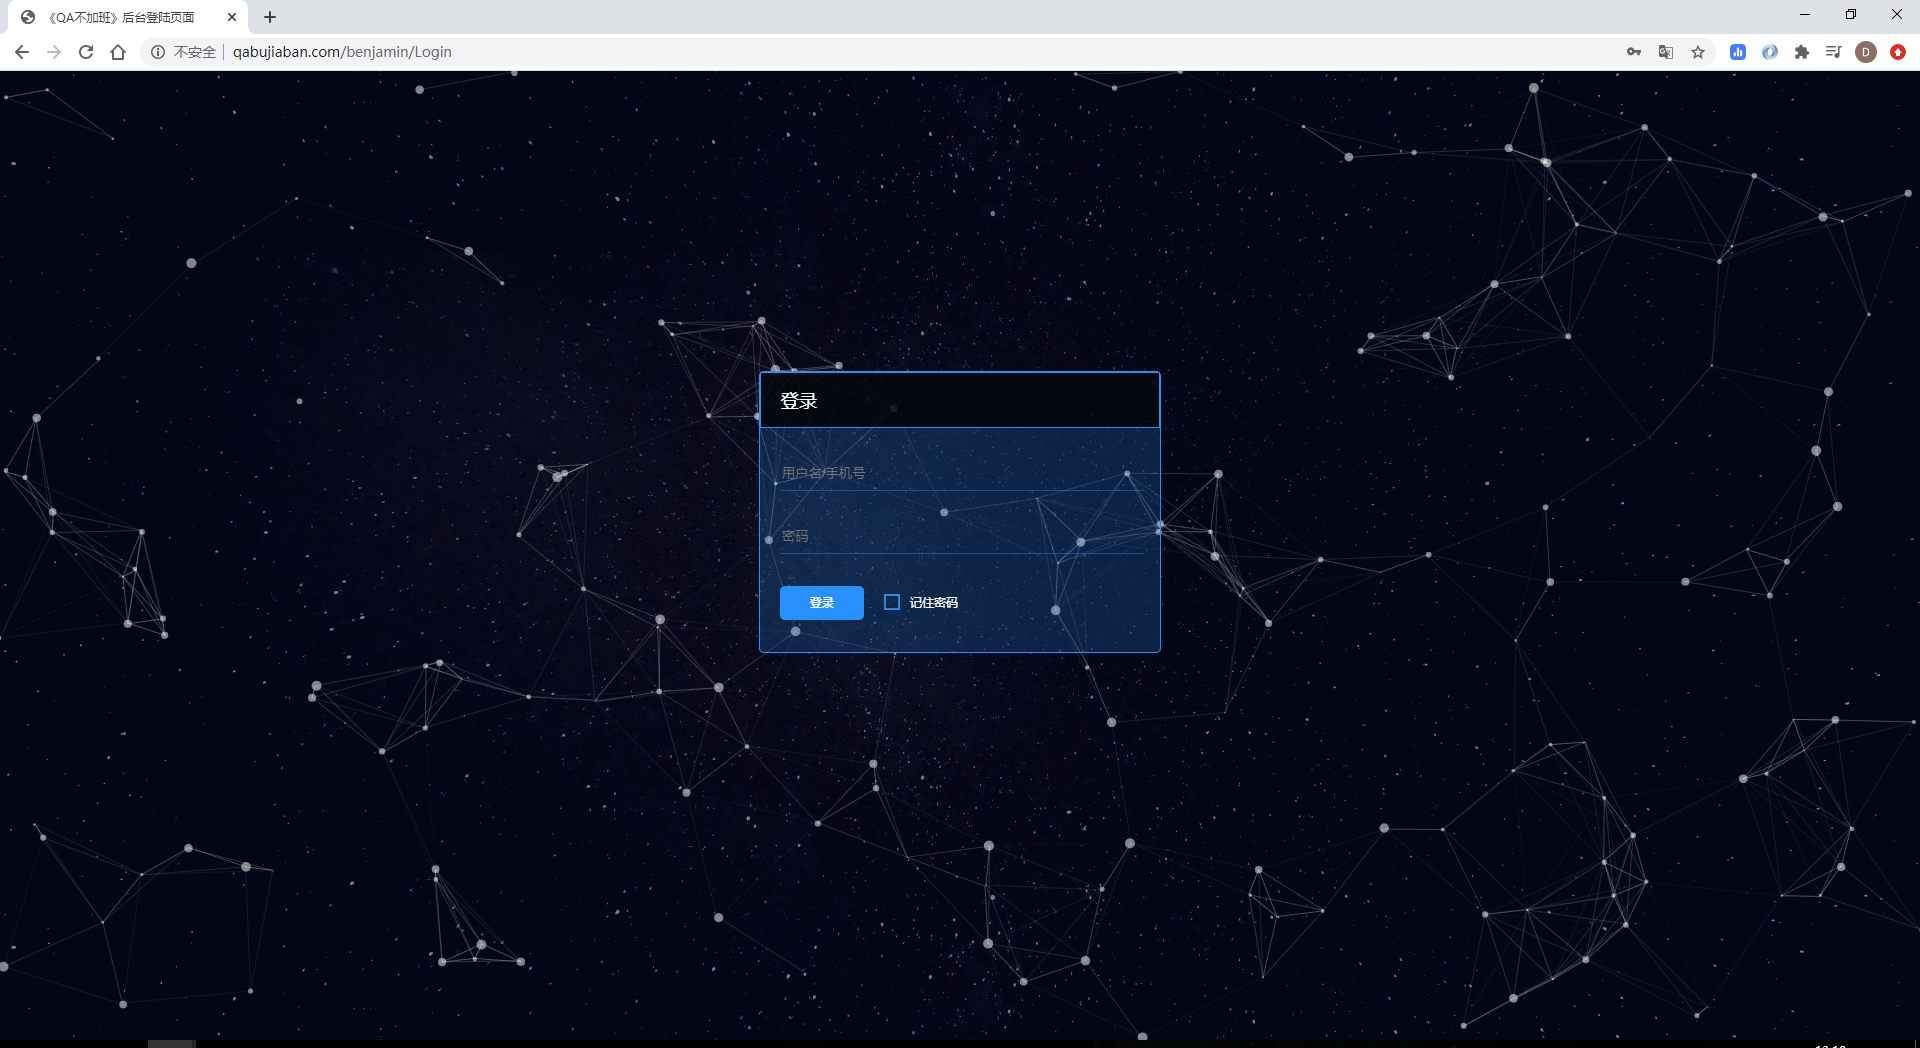 《QA不加班》后台登陆页面
不安全
qabujiaban.com/benjamin/Login
D
登录
用户名/手机号
密码
登录
记住密码